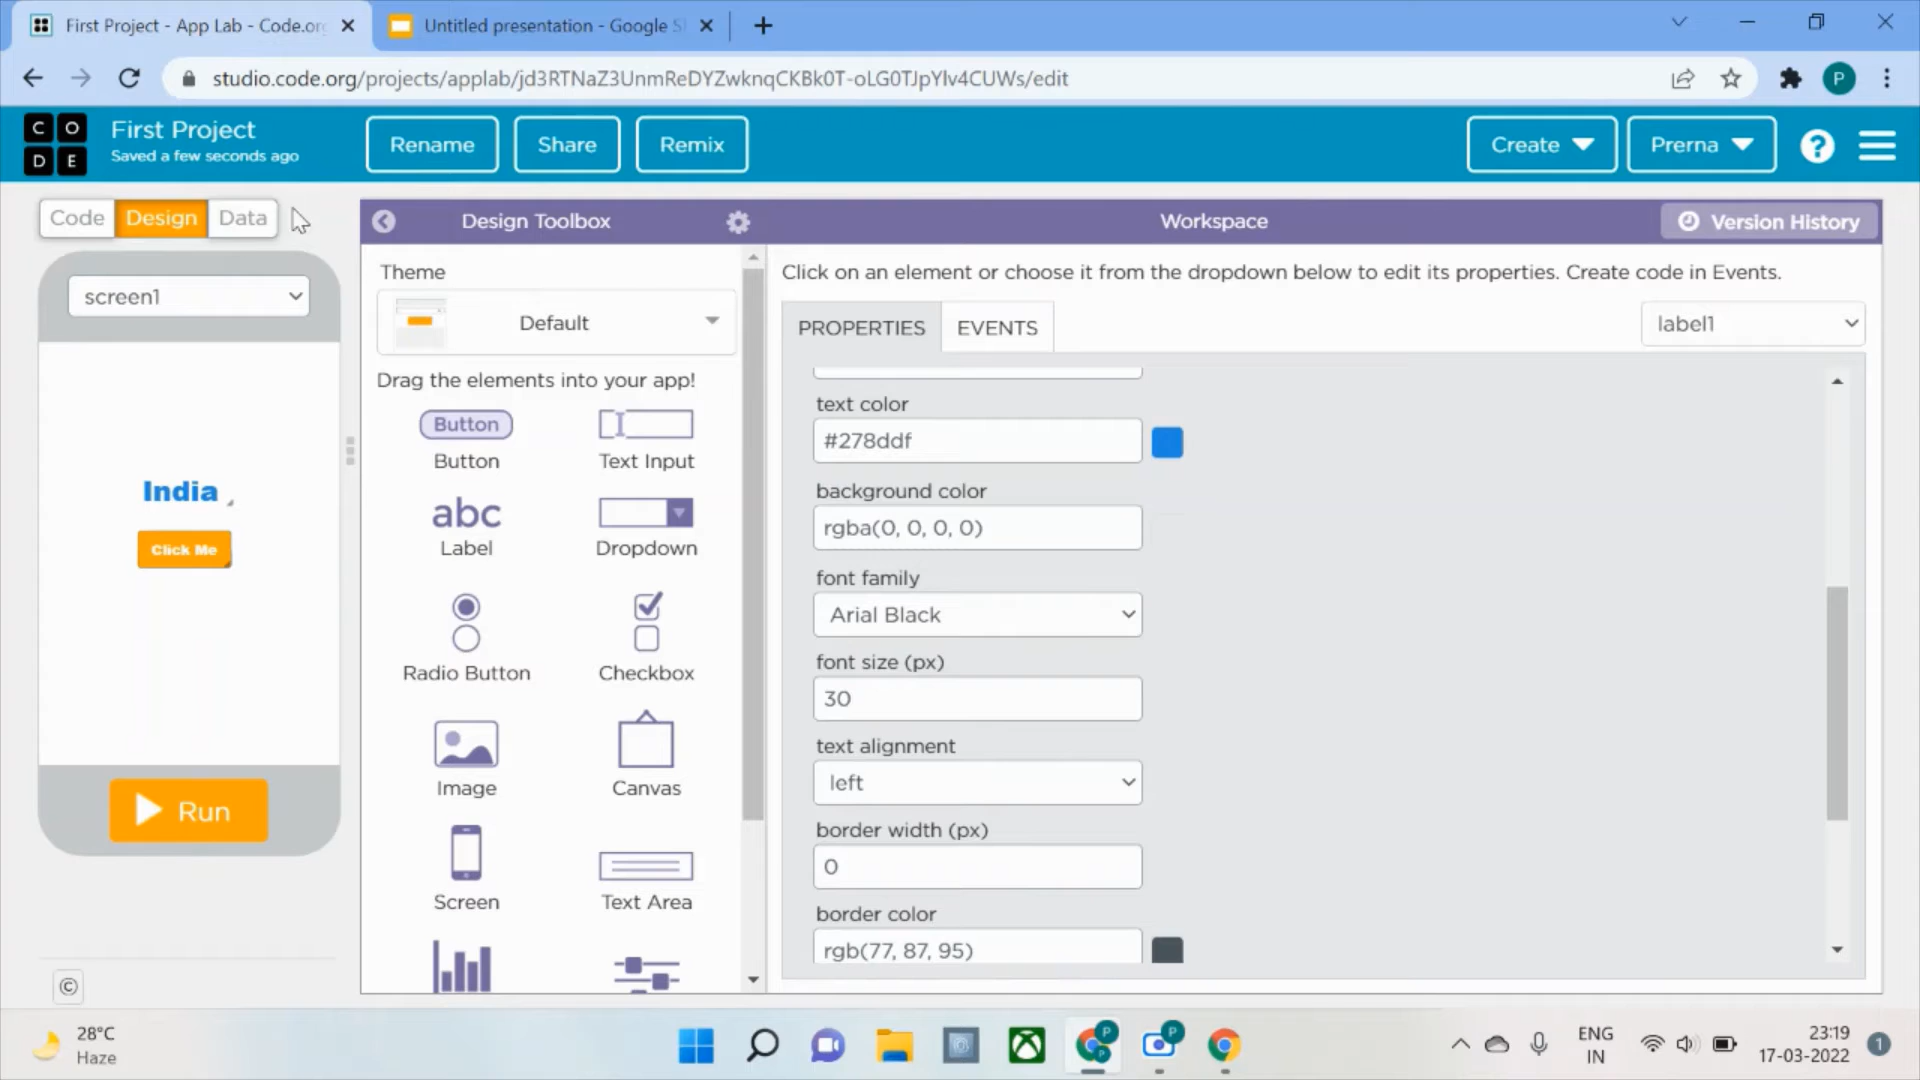 First Project - App Lab - Code.org
Untitled presentation - Google Sl
studio.code.org/projects/applab/jd3RTNaZ3UnmReDYZwknqCKBk0T-oLG0TJpYlv4CUWs/edit
P
C O
D E
First Project
Saved a few seconds ago
Rename
Share
Remix
Create
Prerna
?
Code
Design
Data
Design Toolbox
Workspace
Version History
screen1
India
Click Me
Run
©
Theme
Default
Drag the elements into your app!
Button
Button
Text Input
abc
Label
Dropdown
Radio Button
Checkbox
Image
Canvas
Screen
Text Area
Click on an element or choose it from the dropdown below to edit its properties. Create code in Events.
PROPERTIES
EVENTS
label1
text color
#278ddf
background color
rgba(0, 0, 0, 0)
font family
Arial Black
font size (px)
30
text alignment
left
border width (px)
0
border color
rgb(77, 87, 95)
28°C
Haze
P
P
P
ENG
IN
23:19
17-03-2022
1